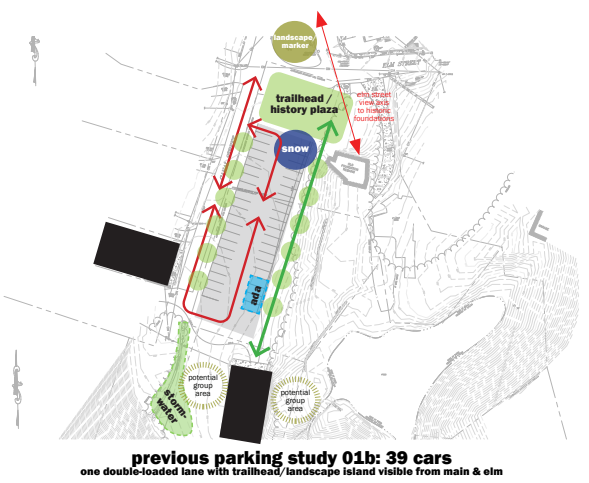 landscape/
marker
ELM STREET
trailhead /
history plaza
elm street
view axis
to historic
foundations
snow
ada
potential
group
area
potential
group
area
storm-
water
previous parking study 01b: 39 cars
one double-loaded lane with trailhead/landscape island visible from main & elm